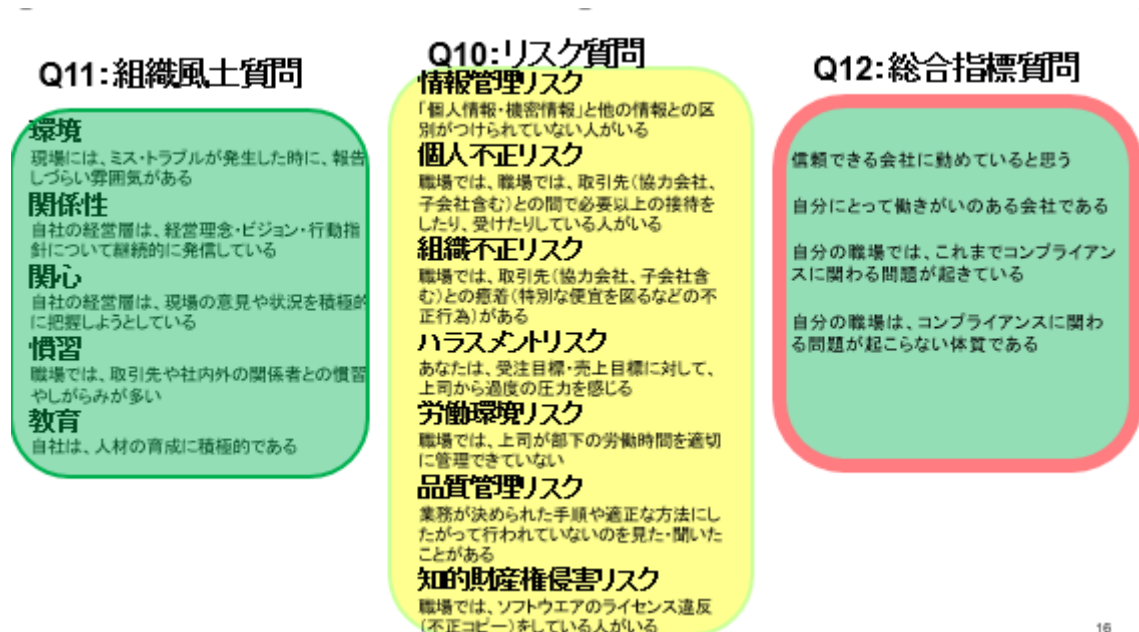 Q11:組織風土質問
環境
現場には、ミス・トラブルが発生した時に、報告
しづらい雰囲気がある
関係性
自社の経営層は、経営理念・ビジョン・行動指
針について継続的に発信している
関心
自社の経営層は、現場の意見や状況を積極的
に把握しようとしている
慣習
職場では、取引先や社内外の関係者との慣習
やしがらみが多い
教育
自社は、人材の育成に積極的である
Q10:リスク質問
情報管理リスク
「個人情報・機密情報」と他の情報との区
別がつけられていない人がいる
個人不正リスク
職場では、職場では、取引先(協力会社、
子会社含む)との間で必要以上の接待を
したり、受けたりしている人がいる
組織不正リスク
職場では、取引先(協力会社、子会社含
む)との癒着(特別な便宜を図るなどの不
正行為)がある
ハラスメントリスク
あなたは、受注目標・売上目標に対して、
上司から過度の圧力を感じる
労働環境リスク
職場では、上司が部下の労働時間を適切
に管理できていない
品質管理リスク
業務が決められた手順や適正な方法にし
たがって行われていないのを見た・聞いた
ことがある
知的財産権侵害リスク
職場では、ソフトウエアのライセンス違反
(不正コピー)をしている人がいる
Q12:総合指標質問
信頼できる会社に勤めていると思う
自分にとって働きがいのある会社である
自分の職場では、これまでコンプライアン
スに関わる問題が起きている
自分の職場は、コンプライアンスに関わ
る問題が起こらない体質である
16